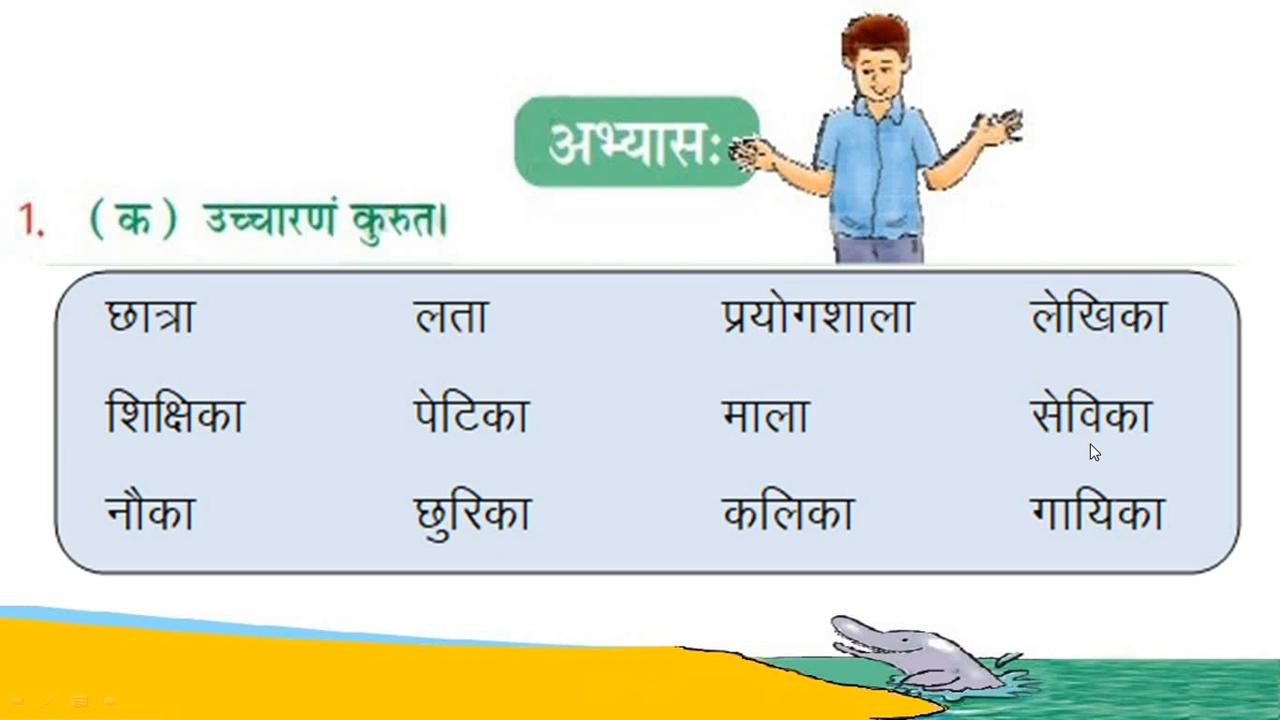 अभ्यासः
1. (क) उच्चारणं कुरुत।
छात्रा लता प्रयोगशाला लेखिका
शिक्षिका पेटिका माला सेविका
नौका छुरिका कलिका गायिका